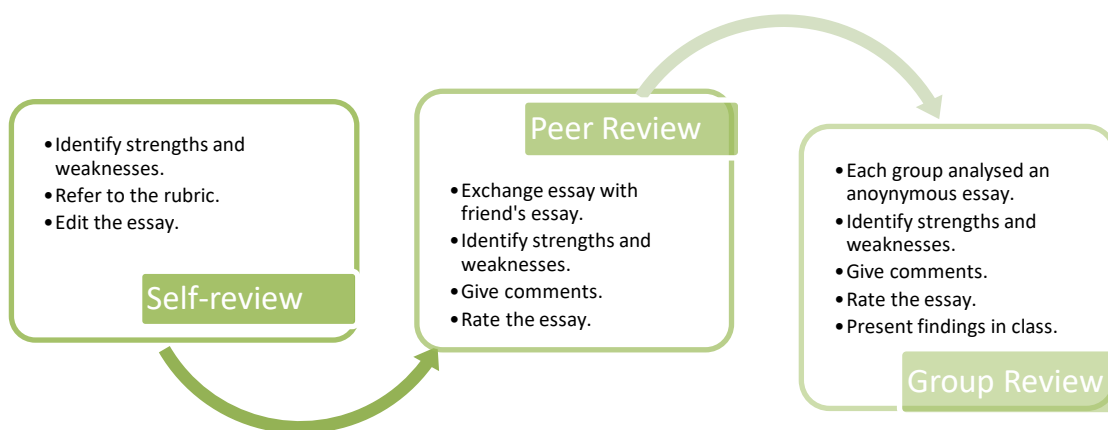 •Identify strengths and
weaknesses.
•Refer to the rubric.
•Edit the essay.
Self-review
Peer Review
•Exchange essay with
friend's essay.
•Identify strengths and
weaknesses.
•Give comments.
•Rate the essay.
•Each group analysed an
anoynymous essay.
•Identify strengths and
weaknesses.
•Give comments.
•Rate the essay.
•Present findings in class.
Group Review